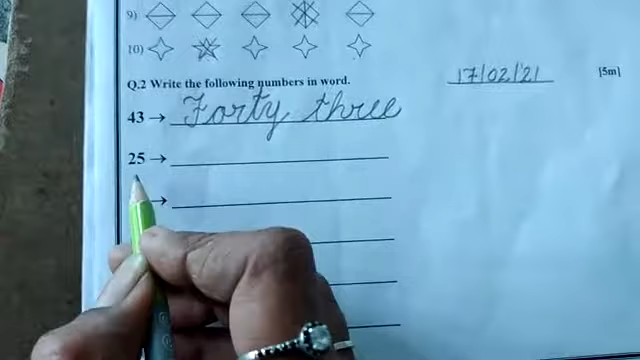 9)
10)
Q.2 Write the following numbers in word. 17/02/21 [5m]
43 → Forty three
25 →
→